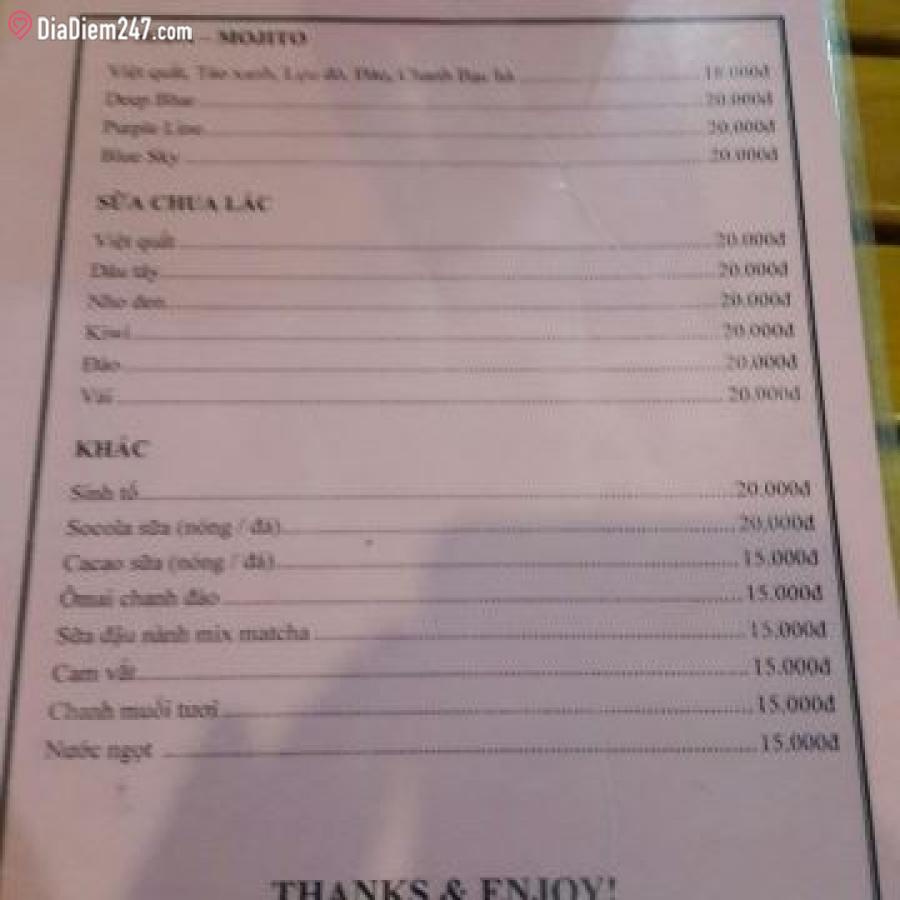 DiaDiem247.com
– MOJITO
Việt quất, Táo xanh, Lựu đỏ, Đào, Chanh Bạc hà 18.000đ
Deep Blue 20.000đ
Purple Line 20.000đ
Blue Sky 20.000đ
SỮA CHUA LẮC
Việt quất 20.000đ
Dâu tây 20.000đ
Nho đen 20.000đ
Kiwi 20.000đ
Đào 20.000đ
Vải 20.000đ
KHÁC
Sinh tố 20.000đ
Socola sữa (nóng / đá) 20.000đ
Cacao sữa (nóng / đá) 15.000đ
Ômai chanh đào 15.000đ
Sữa đậu nành mix matcha 15.000đ
Cam vắt 15.000đ
Chanh muối tươi 15.000đ
Nước ngọt 15.000đ
THANKS & ENJOY!